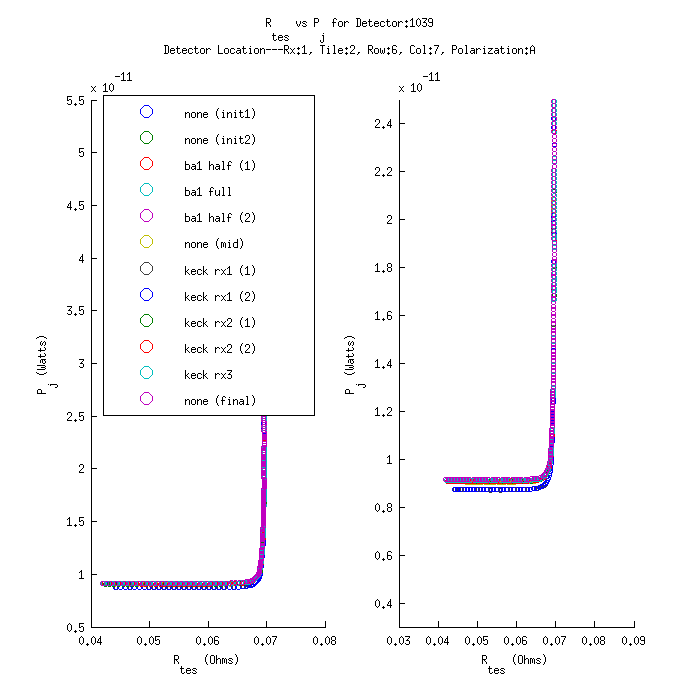 R_tes vs P_j for Detector:1039
Detector Location---Rx:1, Tile:2, Row:6, Col:7, Polarization:A
x 10^-11
5.5
5
4.5
4
3.5
3
2.5
2
1.5
1
0.5
P_j (Watts)
none (init1)
none (init2)
ba1 half (1)
ba1 full
ba1 half (2)
none (mid)
keck rx1 (1)
keck rx1 (2)
keck rx2 (1)
keck rx2 (2)
keck rx3
none (final)
0.04 0.05 0.06 0.07 0.08
R_tes (Ohms)
x 10^-11
2.4
2.2
2
1.8
1.6
1.4
1.2
1
0.8
0.6
0.4
P_j (Watts)
0.03 0.04 0.05 0.06 0.07 0.08 0.09
R_tes (Ohms)